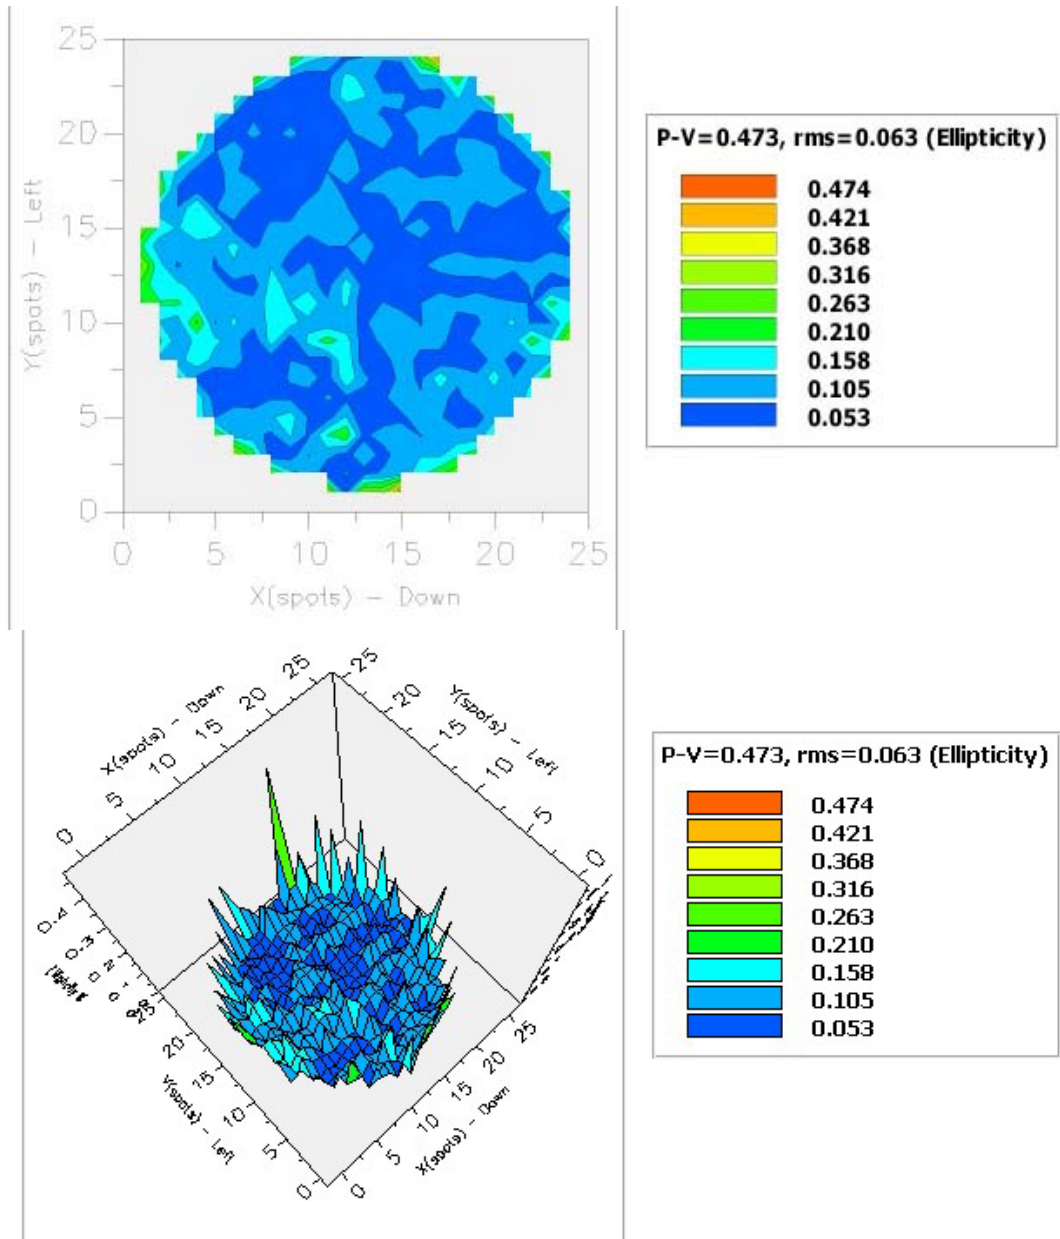 25
20
15
10
5
0
Y(spots) - Left
0 5 10 15 20 25
X(spots) - Down
P-V=0.473, rms=0.063 (Ellipticity)
0.474
0.421
0.368
0.316
0.263
0.210
0.158
0.105
0.053
X(spots) - Down
0 5 10 15 20 25
Y(spots) - Left
25 20 15 10 5 0
0.4
0.3
Y(spots) - Left
20 15 10 5 0
X(spots) - Down
0 5 10 15 20 25
P-V=0.473, rms=0.063 (Ellipticity)
0.474
0.421
0.368
0.316
0.263
0.210
0.158
0.105
0.053